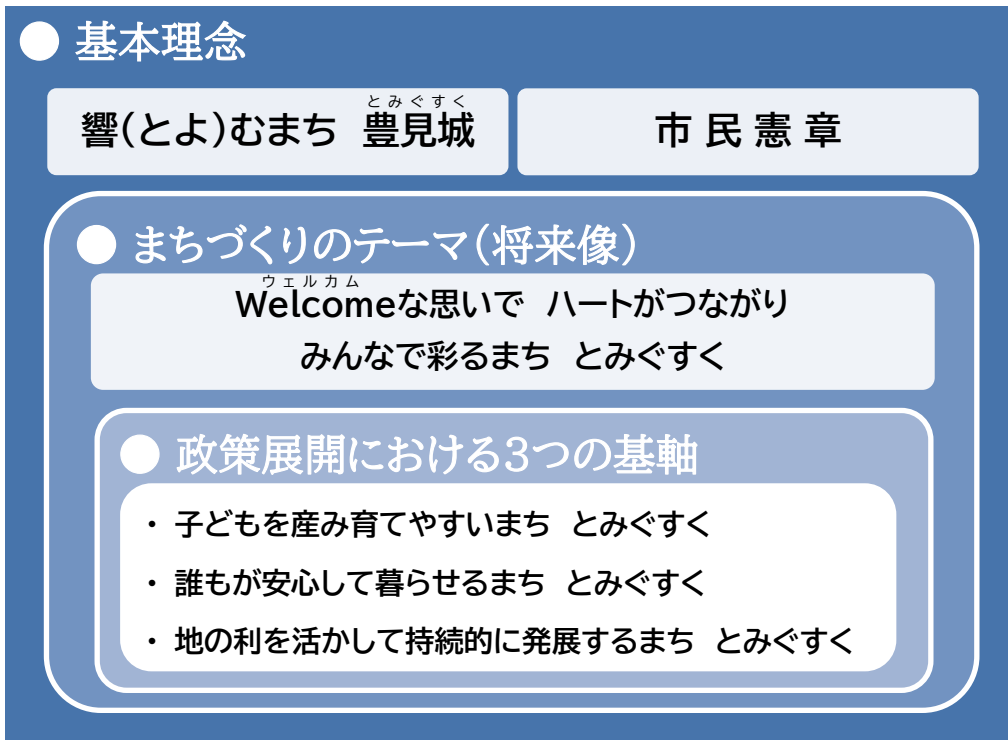 ● 基本理念
とみぐすく
響(とよ)むまち 豊見城
市民憲章
● まちづくりのテーマ(将来像)
ウェルカム
Welcomeな思いで ハートがつながり
みんなで彩るまち とみぐすく
● 政策展開における3つの基軸
・ 子どもを産み育てやすいまち とみぐすく
・ 誰もが安心して暮らせるまち とみぐすく
・ 地の利を活かして持続的に発展するまち とみぐすく